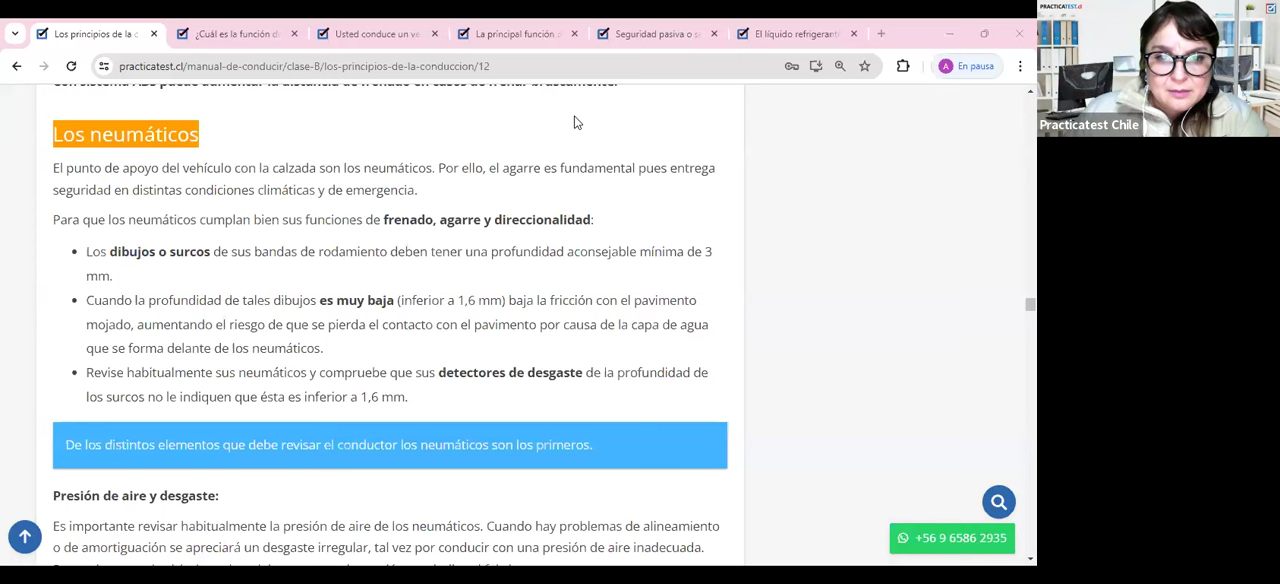 Los principios de la c
¿Cuál es la función d
Usted conduce un ve
La principal función
Seguridad pasiva o s
El líquido refrigerant
practicatest.cl/manual-de-conducir/clase-B/los-principios-de-la-conduccion/12
A En pausa
PRACTICATEST.cl
Practicatest Chile
Los neumáticos
El punto de apoyo del vehículo con la calzada son los neumáticos. Por ello, el agarre es fundamental pues entrega
seguridad en distintas condiciones climáticas y de emergencia.
Para que los neumáticos cumplan bien sus funciones de frenado, agarre y direccionalidad:
Los dibujos o surcos de sus bandas de rodamiento deben tener una profundidad aconsejable mínima de 3
mm.
Cuando la profundidad de tales dibujos es muy baja (inferior a 1,6 mm) baja la fricción con el pavimento
mojado, aumentando el riesgo de que se pierda el contacto con el pavimento por causa de la capa de agua
que se forma delante de los neumáticos.
Revise habitualmente sus neumáticos y compruebe que sus detectores de desgaste de la profundidad de
los surcos no le indiquen que ésta es inferior a 1,6 mm.
De los distintos elementos que debe revisar el conductor los neumáticos son los primeros.
Presión de aire y desgaste:
Es importante revisar habitualmente la presión de aire de los neumáticos. Cuando hay problemas de alineamiento
o de amortiguación se apreciará un desgaste irregular, tal vez por conducir con una presión de aire inadecuada.
+56 9 6586 2935